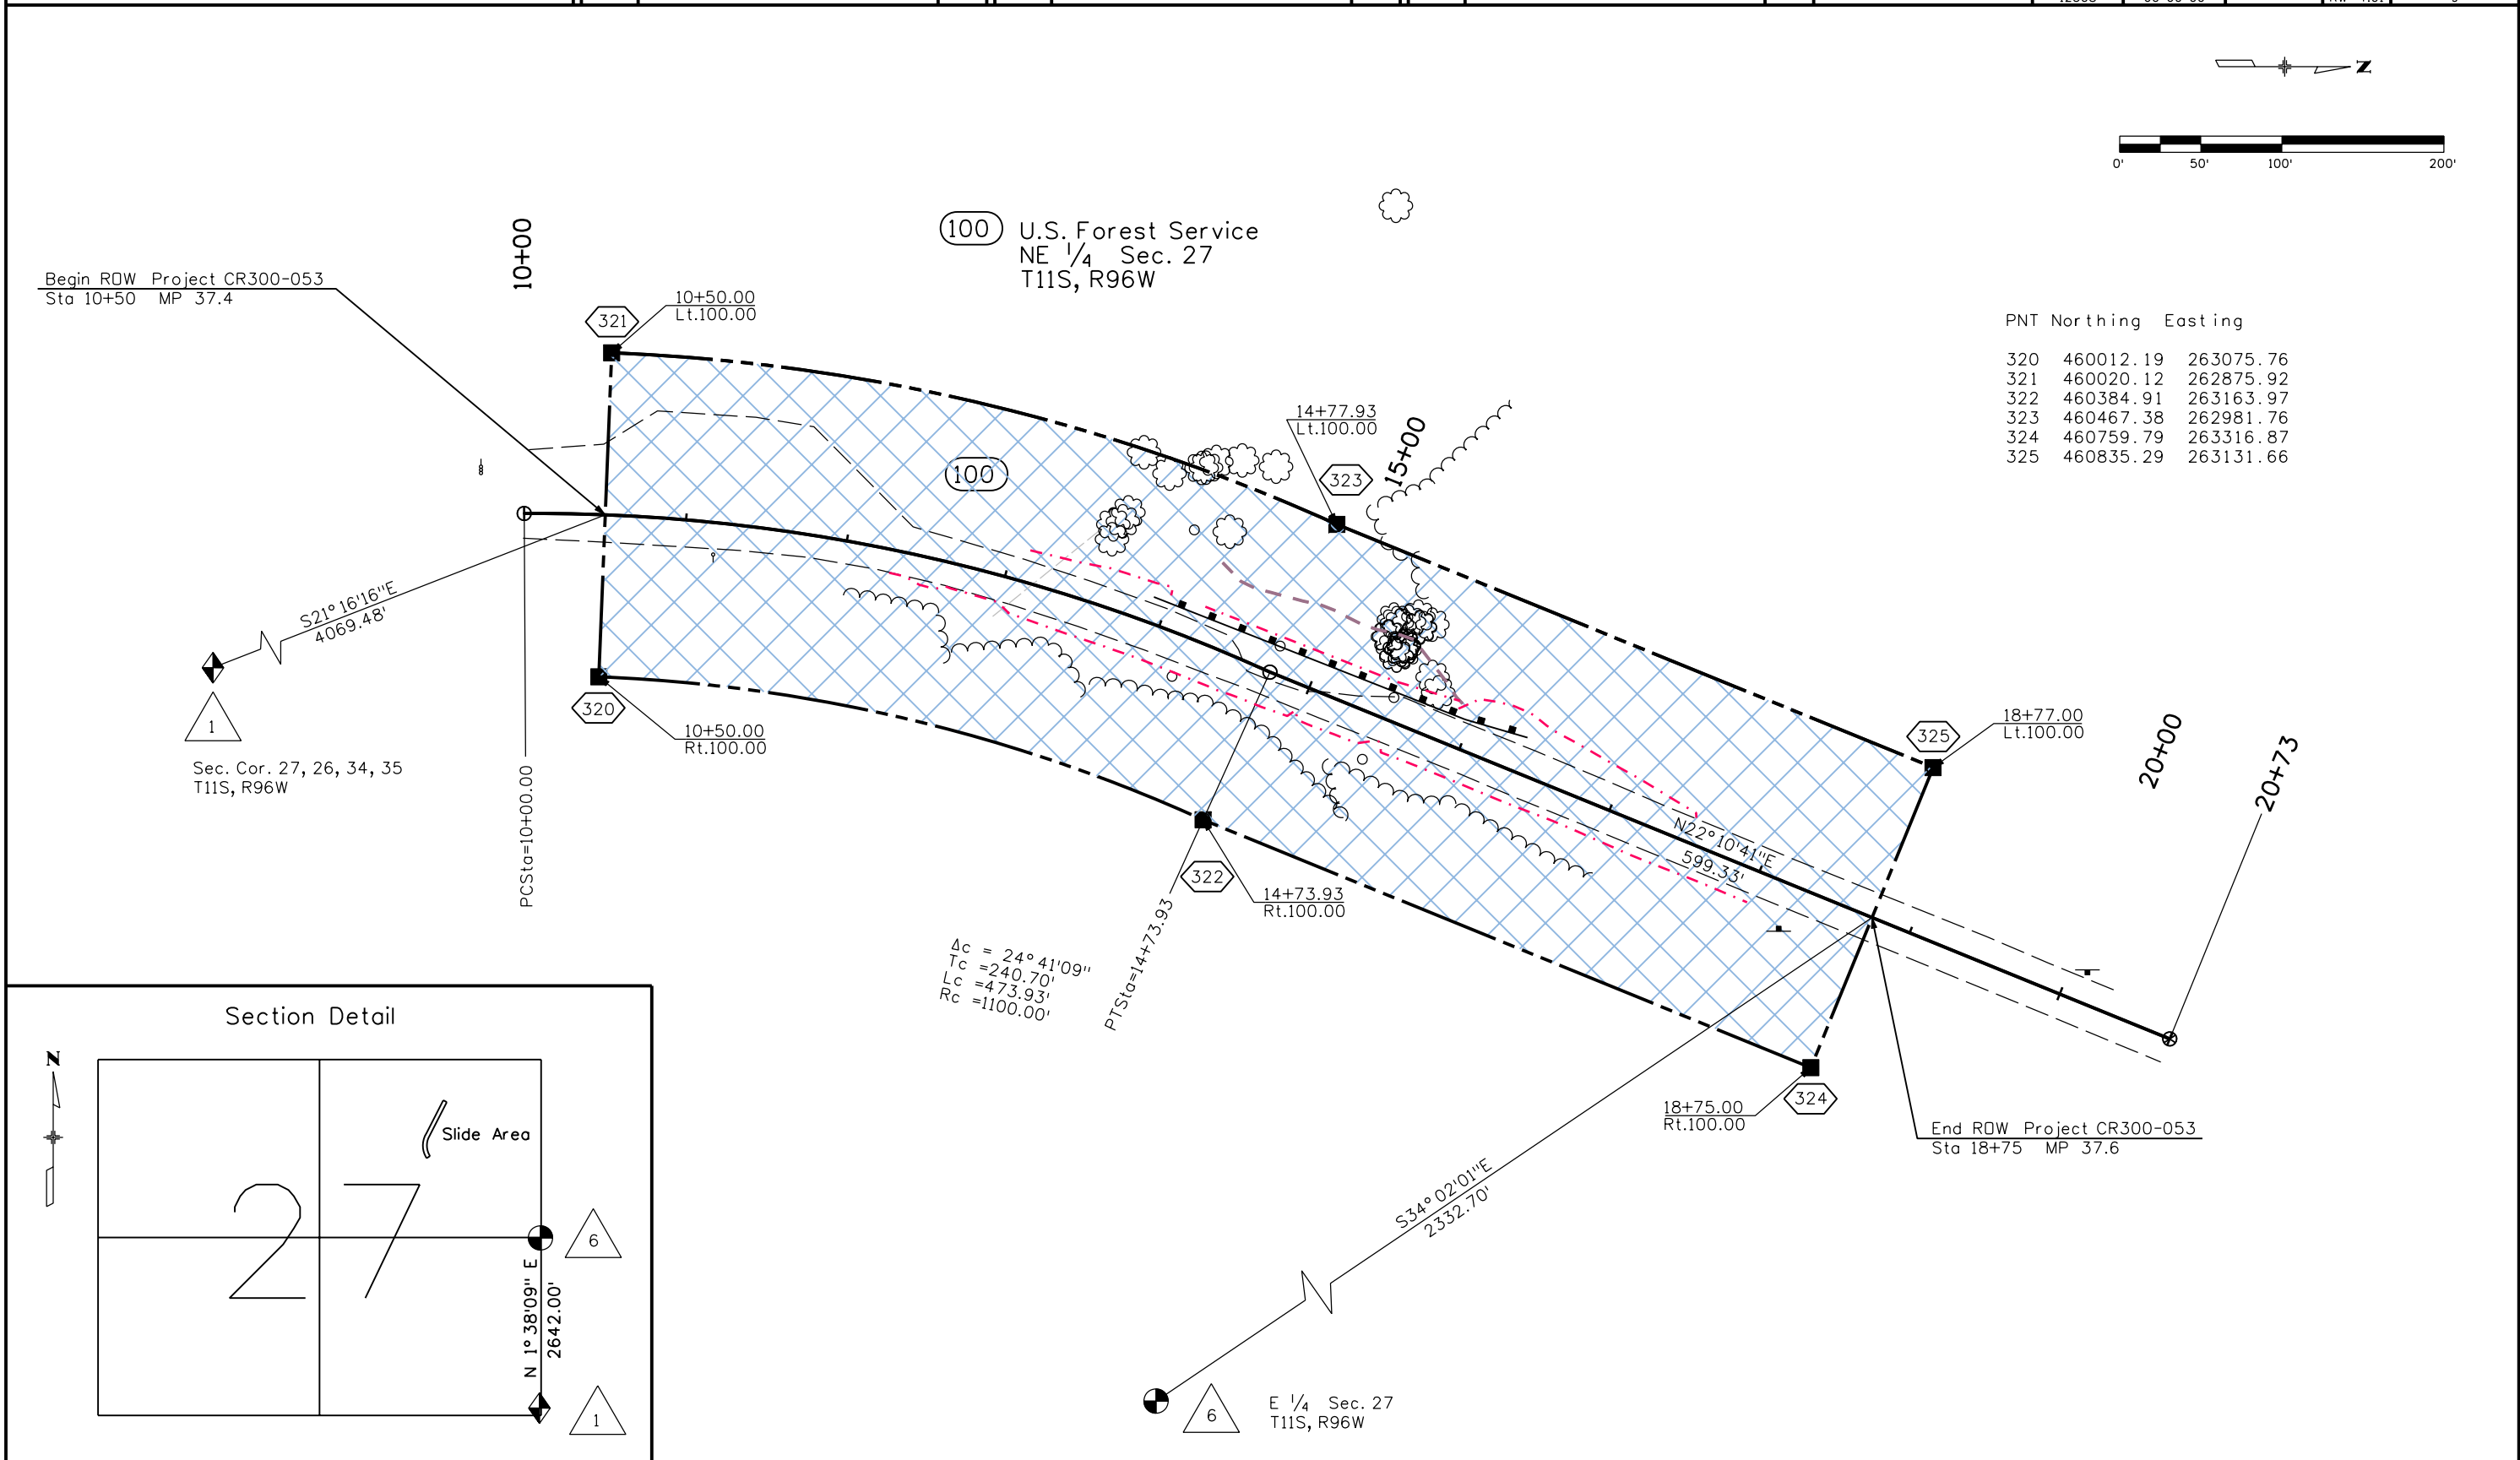 N
0' 50' 100' 200'
10+00
100
U.S. Forest Service
NE 1/4 Sec. 27
T11S, R96W
Begin ROW Project CR300-053
Sta 10+50 MP 37.4
321
10+50.00
Lt.100.00
PNT Northing Easting
320 460012.19 263075.76
321 460020.12 262875.92
322 460384.91 263163.97
323 460467.38 262981.76
324 460759.79 263316.87
325 460835.29 263131.66
14+77.93
Lt.100.00
15+00
323
100
S21°16'16"E
4069.48'
1
Sec. Cor. 27, 26, 34, 35
T11S, R96W
320
10+50.00
Rt.100.00
PCSta=10+00.00
325
18+77.00
Lt.100.00
20+00
20+73
N22°10'41"E
599.33'
322
14+73.93
Rt.100.00
PTSta=14+73.93
Δc = 24°41'09"
Tc =240.70'
Lc =473.93'
Rc =1100.00'
18+75.00
Rt.100.00
324
End ROW Project CR300-053
Sta 18+75 MP 37.6
S34°02'01"E
2332.70'
6
E 1/4 Sec. 27
T11S, R96W
Section Detail
N
Slide Area
27
6
N 1°38'09" E
2642.00'
1